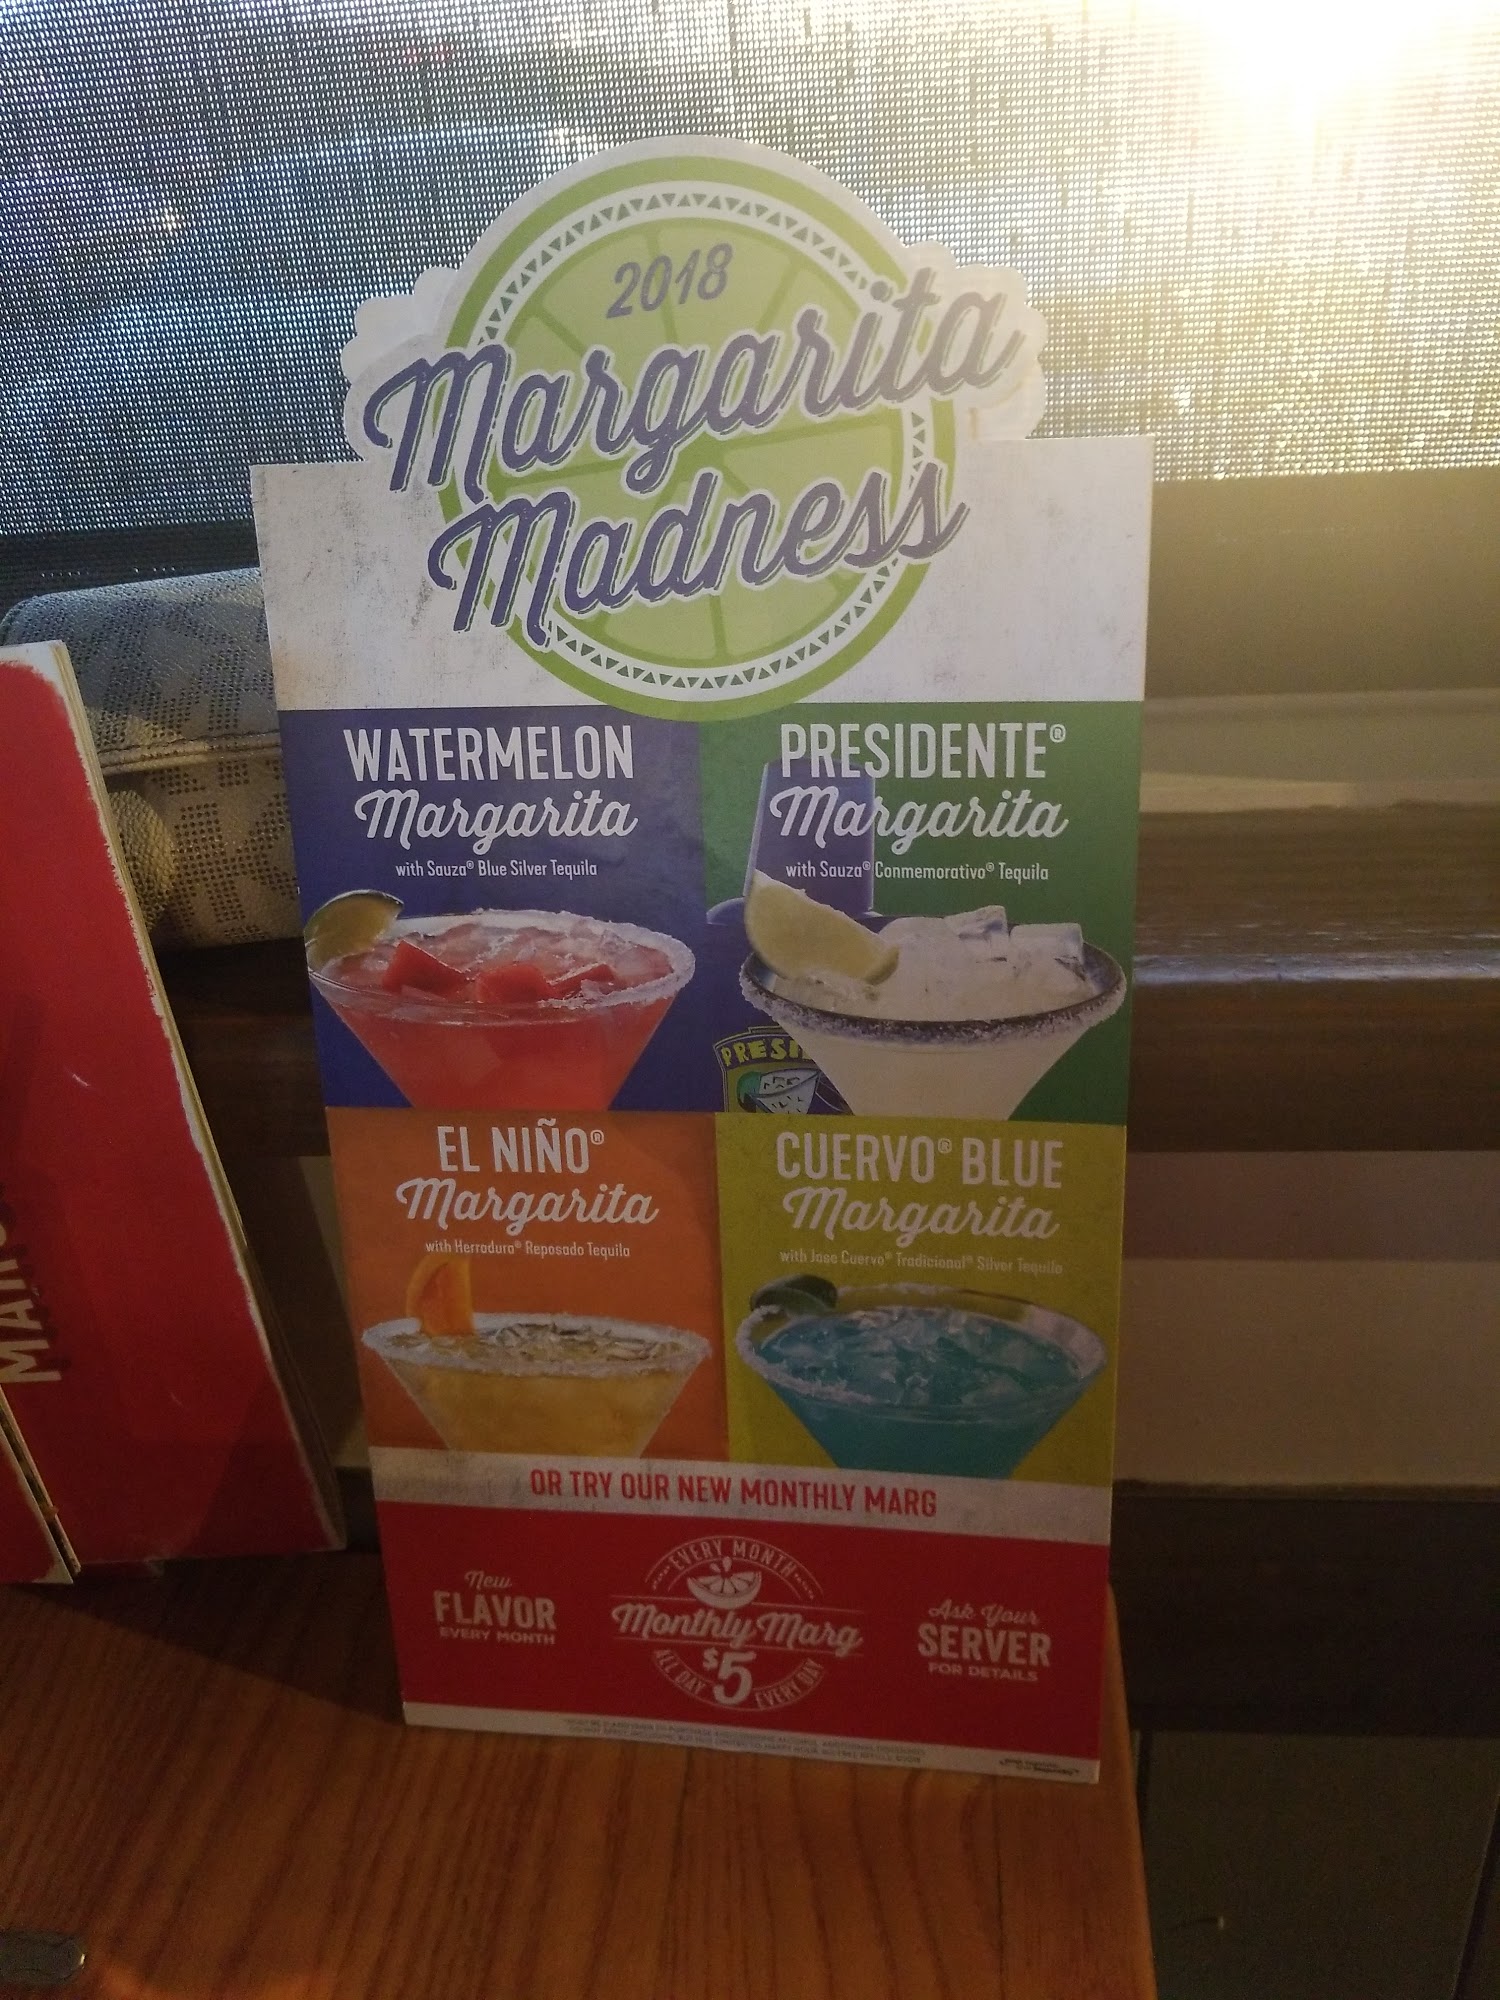 2018
Margarita
Madness
WATERMELON
Margarita
with Sauza® Blue Silver Tequila
PRESIDENTE®
Margarita
with Sauza® Conmemorativo® Tequila
PRESI
EL NIÑO®
Margarita
with Herradura® Reposado Tequila
CUERVO® BLUE
Margarita
with Jose Cuervo® Tradicional® Silver Tequila
OR TRY OUR NEW MONTHLY MARG
New
FLAVOR
EVERY MONTH
EVERY MONTH
Monthly Marg
$5
ALL DAY EVERY DAY
Ask Your
SERVER
FOR DETAILS